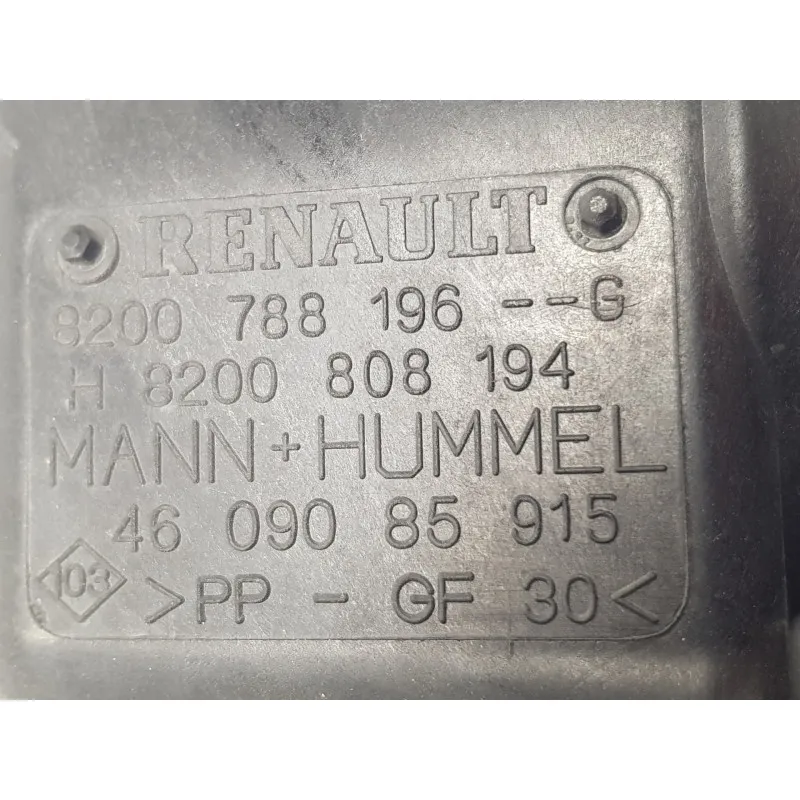 RENAULT
8200 788 196 --G
H 8200 808 194
MANN+HUMMEL
46 090 85 915
103 >PP - GF 30<